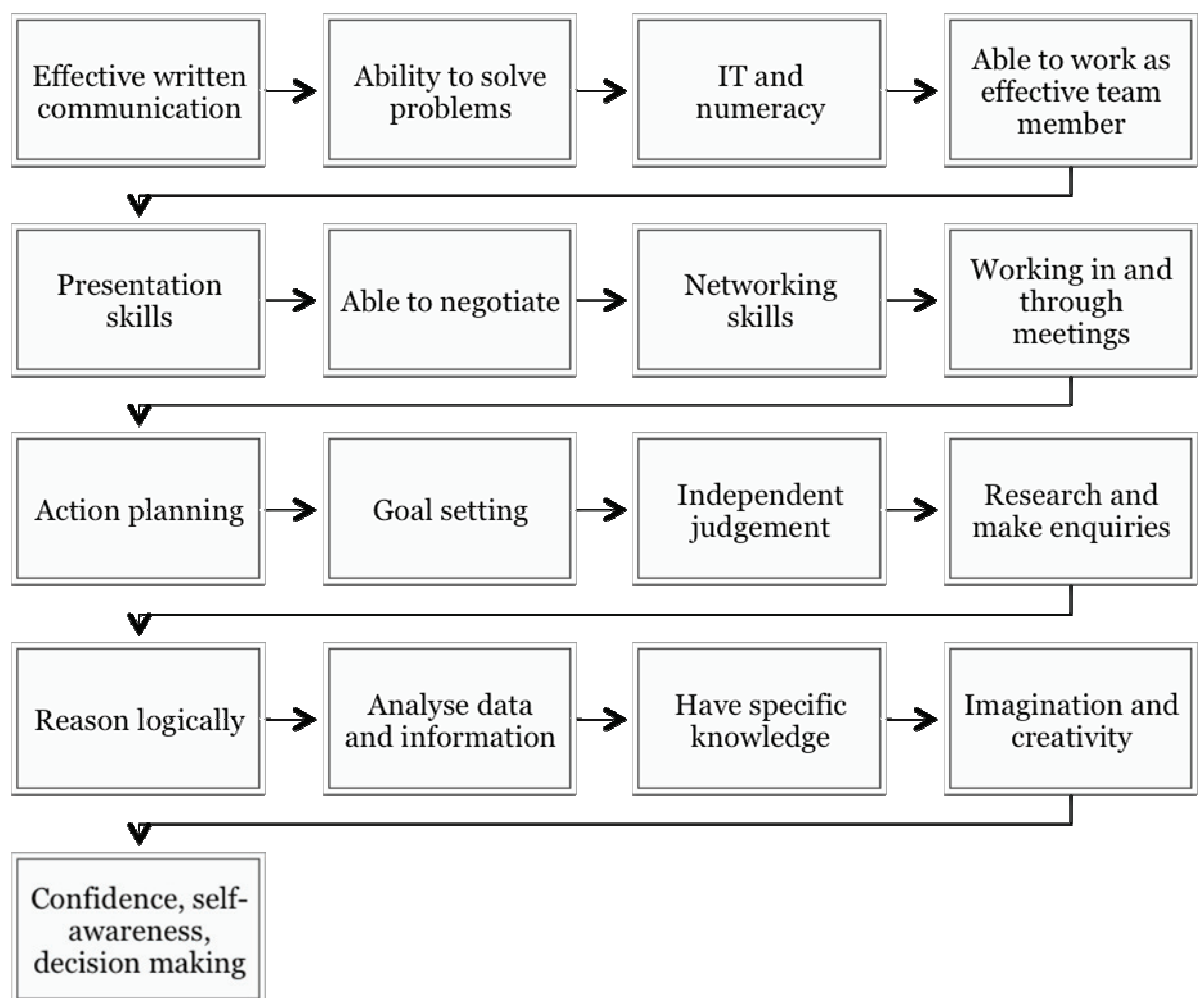 Effective written
communication
Ability to solve
problems
IT and
numeracy
Able to work as
effective team
member
Presentation
skills
Able to negotiate
Networking
skills
Working in and
through
meetings
Action planning
Goal setting
Independent
judgement
Research and
make enquiries
Reason logically
Analyse data
and information
Have specific
knowledge
Imagination and
creativity
Confidence, self-
awareness,
decision making